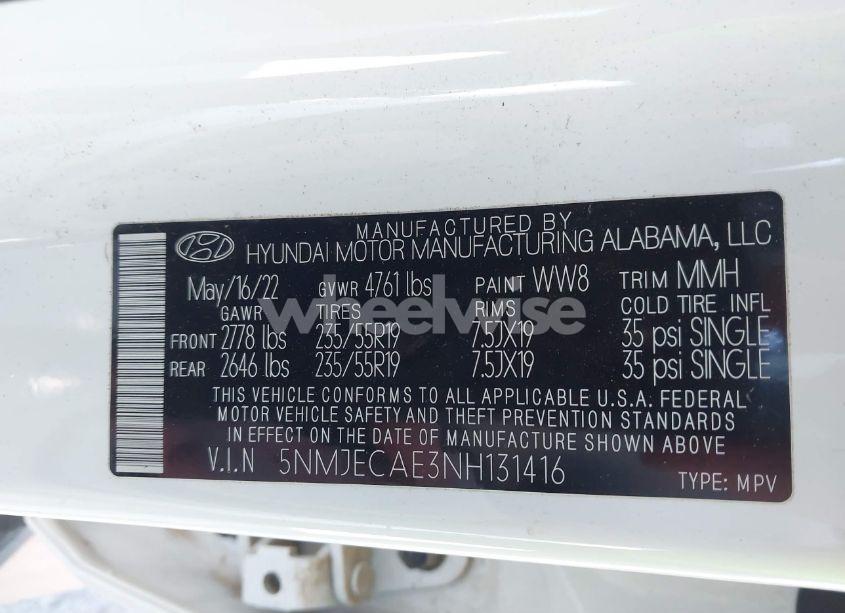 MANUFACTURED BY
HYUNDAI MOTOR MANUFACTURING ALABAMA, LLC
May/16/22 GVWR 4761 lbs PAINT WW8 TRIM MMH
GAWR TIRES RIMS COLD TIRE INFL
FRONT 2778 lbs 235/55R19 7.5JX19 35 psi SINGLE
REAR 2646 lbs 235/55R19 7.5JX19 35 psi SINGLE
THIS VEHICLE CONFORMS TO ALL APPLICABLE U.S.A. FEDERAL
MOTOR VEHICLE SAFETY AND THEFT PREVENTION STANDARDS
IN EFFECT ON THE DATE OF MANUFACTURE SHOWN ABOVE
V.I.N 5NMJECAE3NH131416
TYPE: MPV
wheelwise